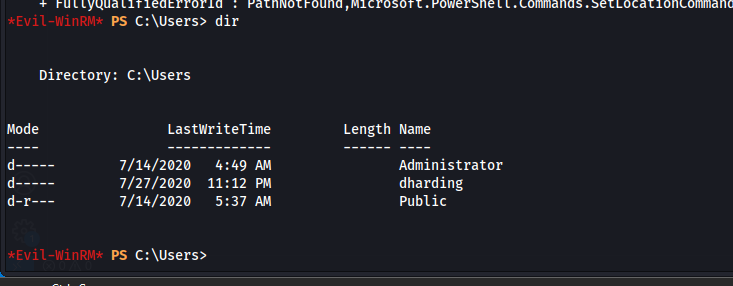 + FullyQualifiedErrorId : PathNotFound,Microsoft.PowerShell.Commands.SetLocationCommand
*Evil-WinRM* PS C:\Users> dir
Directory: C:\Users
Mode LastWriteTime Length Name
---- ------------- ------ ----
d----- 7/14/2020 4:49 AM Administrator
d----- 7/27/2020 11:12 PM dharding
d-r--- 7/14/2020 5:37 AM Public
*Evil-WinRM* PS C:\Users>